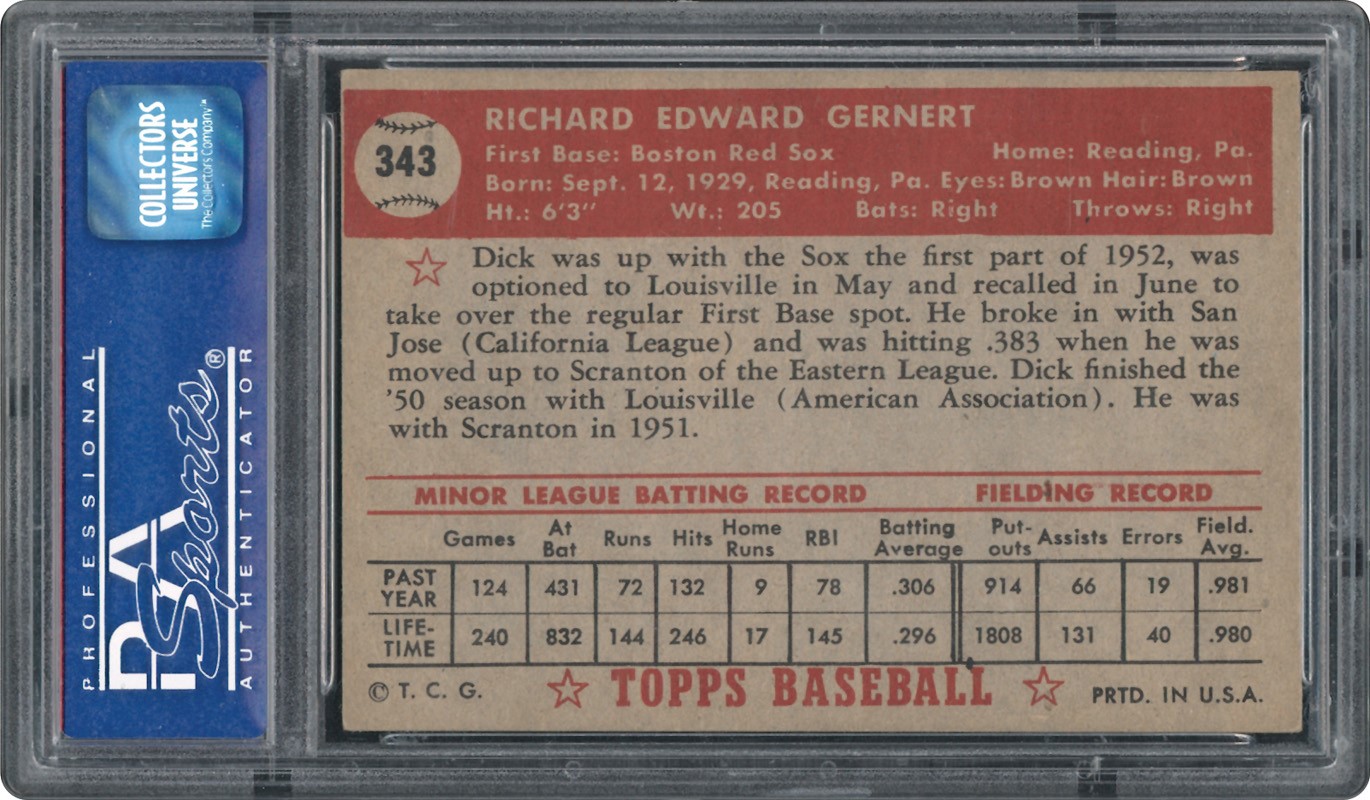 COLLECTORS
UNIVERSE
The Collectors Company™
PROFESSIONAL
PSA
Sports®
AUTHENTICATOR
343
RICHARD EDWARD GERNERT
First Base: Boston Red Sox Home: Reading, Pa.
Born: Sept. 12, 1929, Reading, Pa. Eyes: Brown Hair: Brown
Ht.: 6'3" Wt.: 205 Bats: Right Throws: Right
Dick was up with the Sox the first part of 1952, was
optioned to Louisville in May and recalled in June to
take over the regular First Base spot. He broke in with San
Jose (California League) and was hitting .383 when he was
moved up to Scranton of the Eastern League. Dick finished the
'50 season with Louisville (American Association). He was
with Scranton in 1951.
MINOR LEAGUE BATTING RECORD FIELDING RECORD
Games At Bat Runs Hits Home Runs RBI Batting Average Put-outs Assists Errors Field. Avg.
PAST YEAR 124 431 72 132 9 78 .306 914 66 19 .981
LIFE-TIME 240 832 144 246 17 145 .296 1808 131 40 .980
© T. C. G. TOPPS BASEBALL PRTD. IN U.S.A.